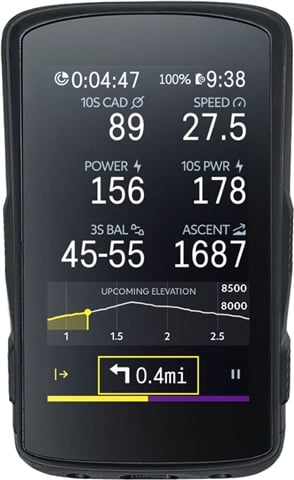 0:04:47 100% 9:38
10S CAD SPEED
89 27.5
POWER 10S PWR
156 178
3S BAL ASCENT
45-55 1687
UPCOMING ELEVATION 8500
8000
1 1.5 2 2.5
0.4mi